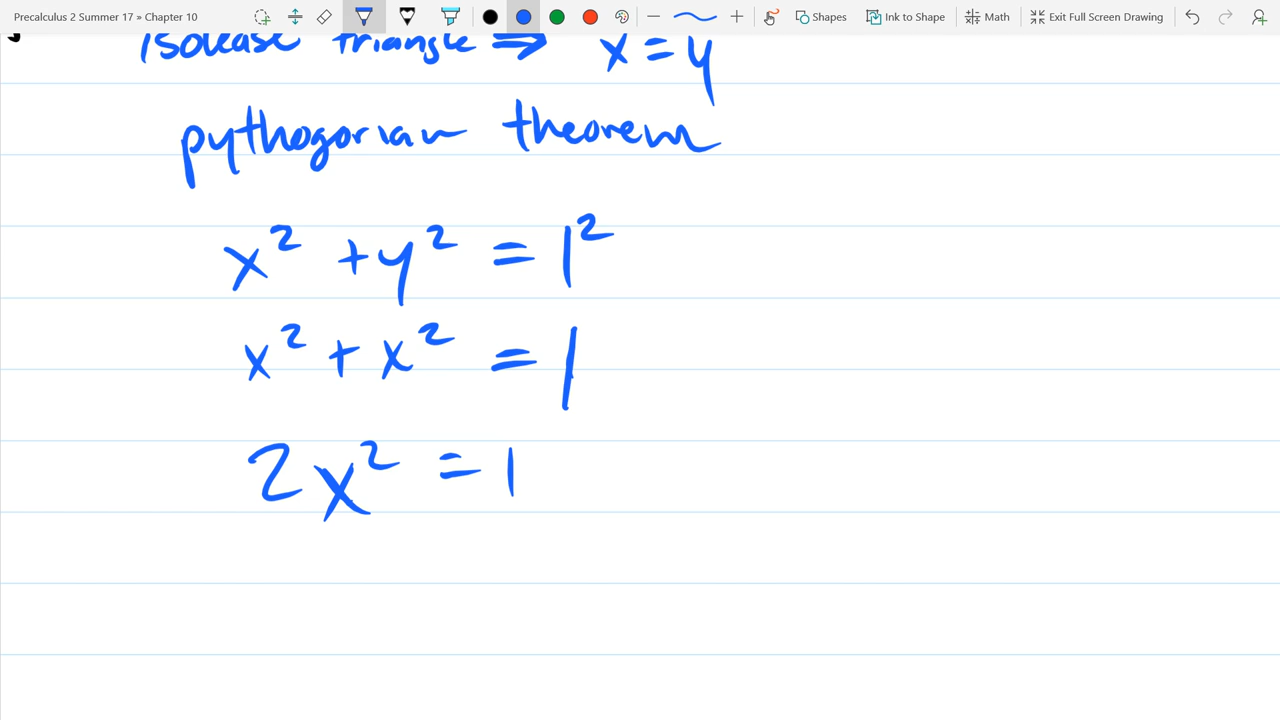 Precalculus 2 Summer 17 » Chapter 10 Shapes Ink to Shape Math Exit Full Screen Drawing
isolease triangle ⇒ x = y
pythogorian theorem
x² + y² = 1²
x² + x² = 1
2x² = 1